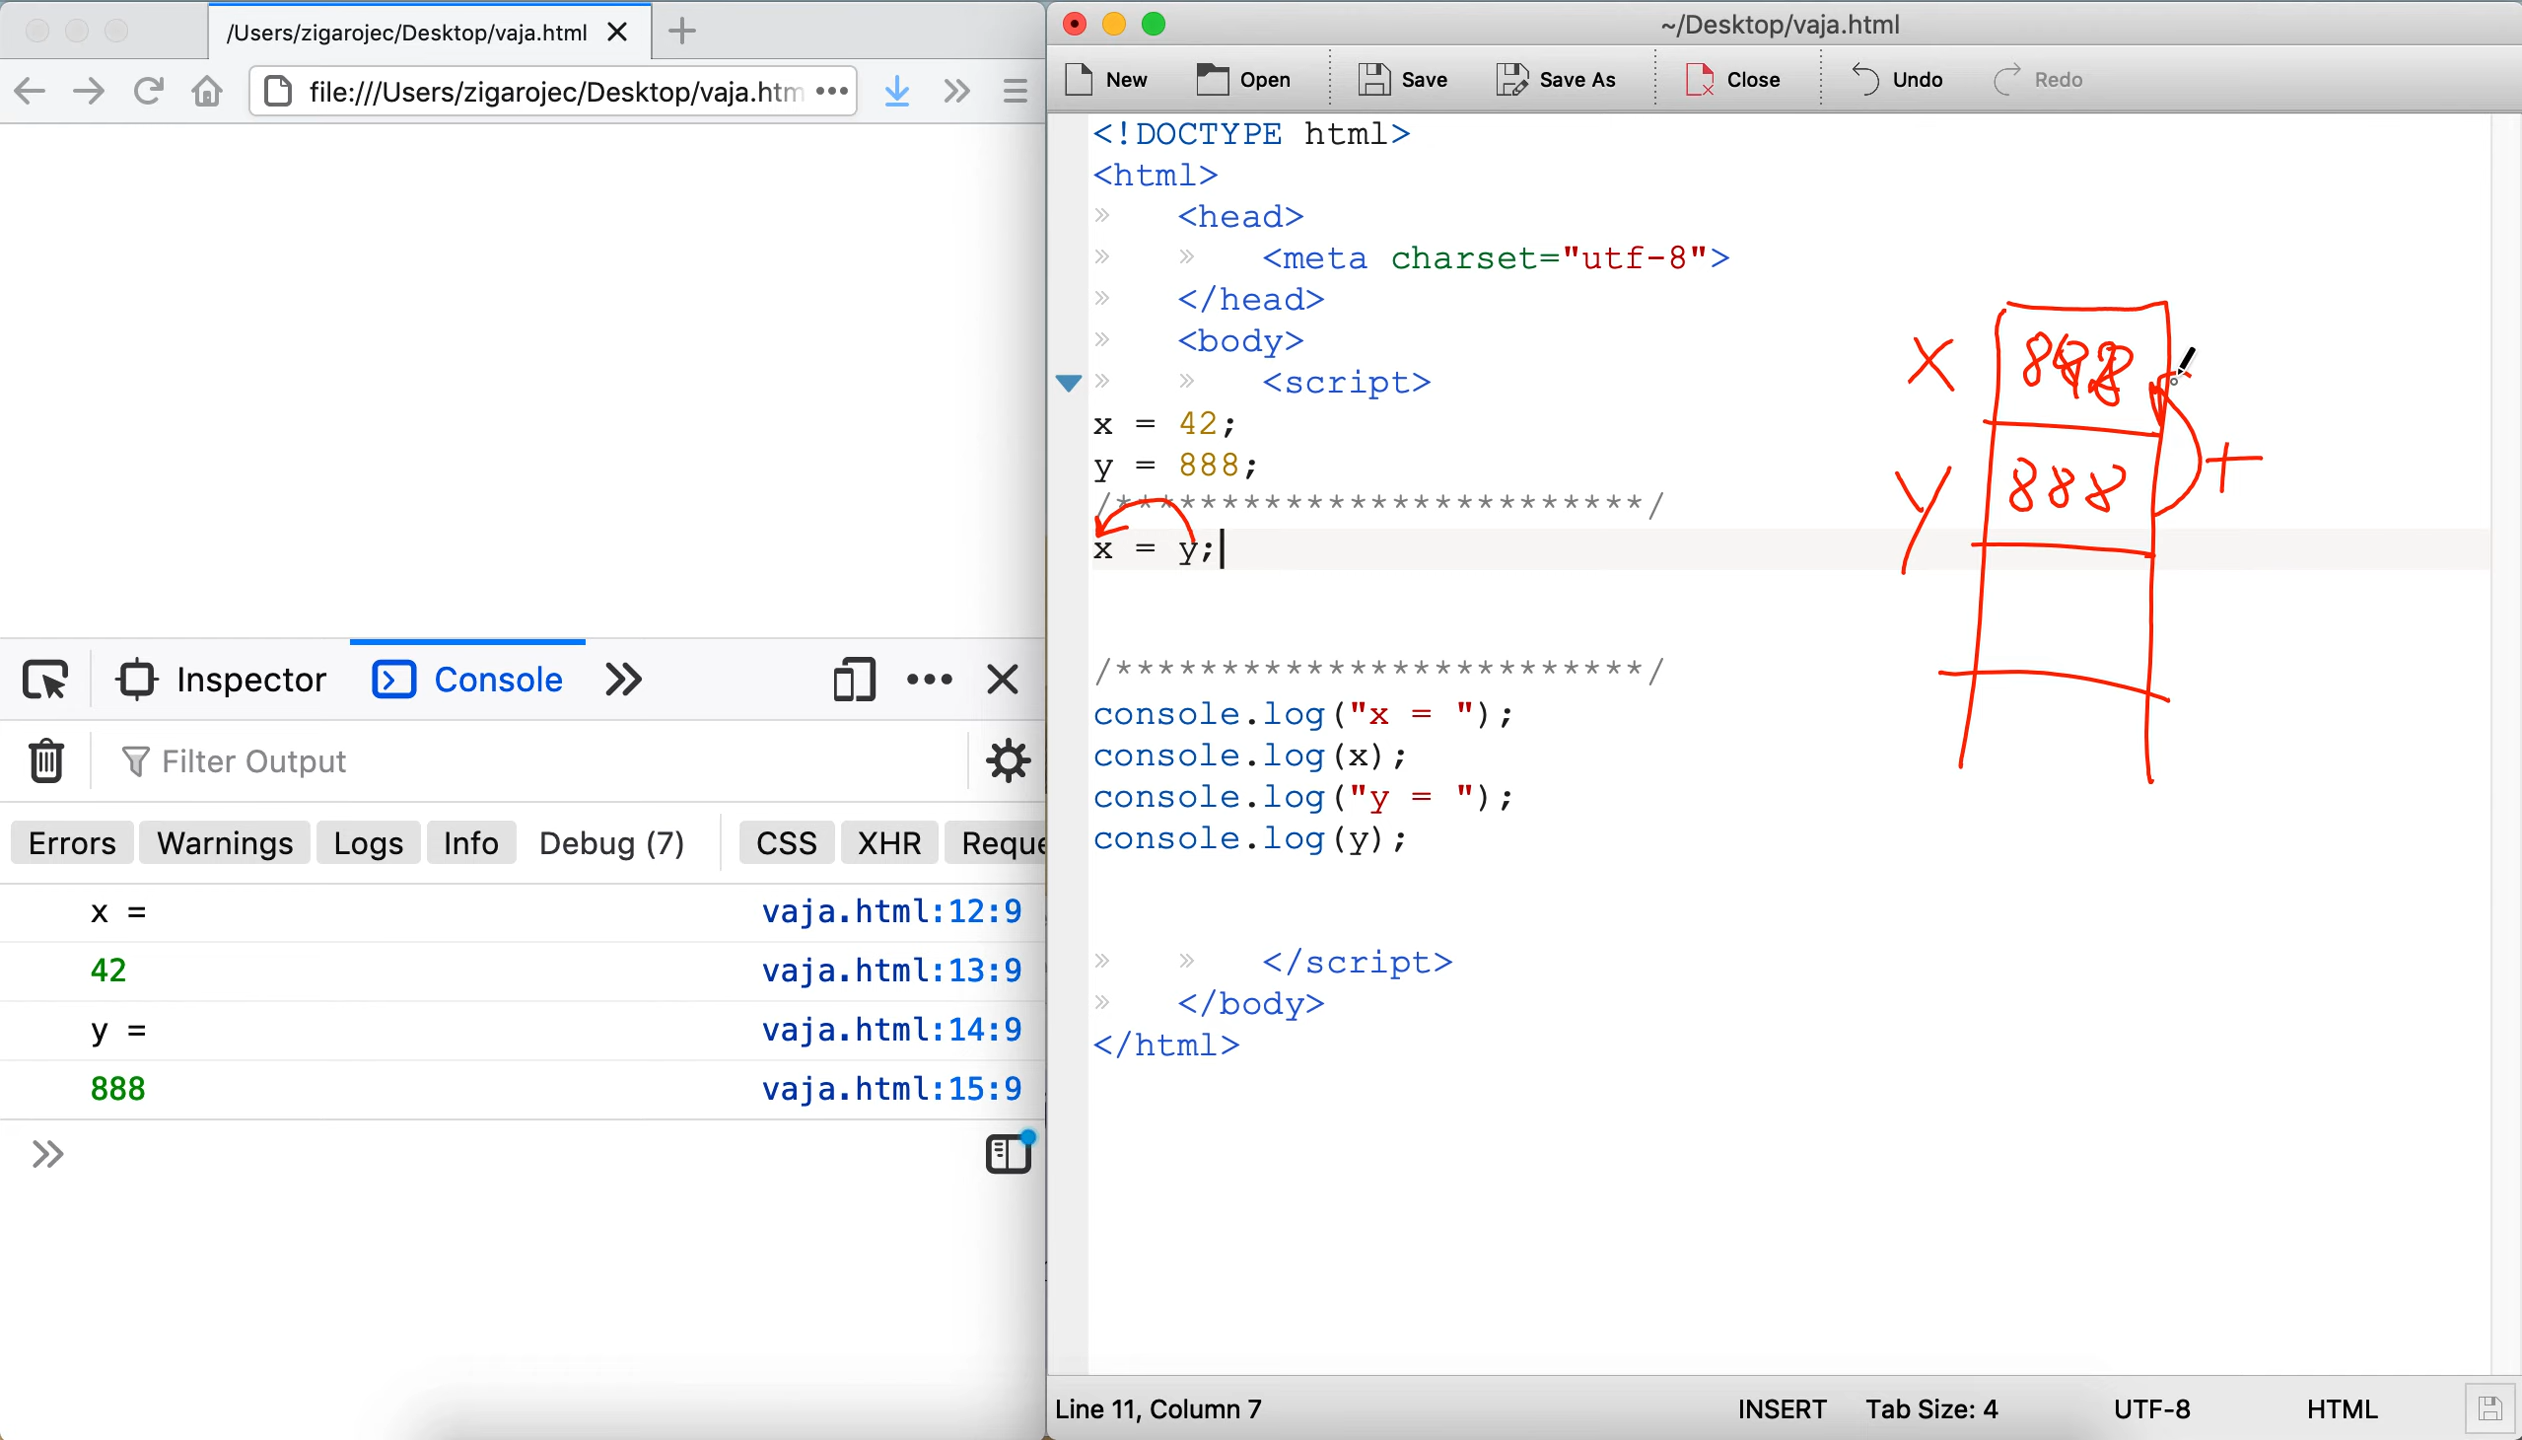 /Users/zigarojec/Desktop/vaja.html
file:///Users/zigarojec/Desktop/vaja.htm
Inspector
Console
Filter Output
Errors
Warnings
Logs
Info
Debug (7)
CSS
XHR
Reque
x =
vaja.html:12:9
42
vaja.html:13:9
y =
vaja.html:14:9
888
vaja.html:15:9
~/Desktop/vaja.html
New
Open
Save
Save As
Close
Undo
Redo
<!DOCTYPE html>
<html>
<head>
<meta charset="utf-8">
</head>
<body>
<script>
x = 42;
y = 888;
/*************************/
x = y;
/*************************/
console.log("x = ");
console.log(x);
console.log("y = ");
console.log(y);
</script>
</body>
</html>
X
Y 888
+
Line 11, Column 7
INSERT
Tab Size: 4
UTF-8
HTML